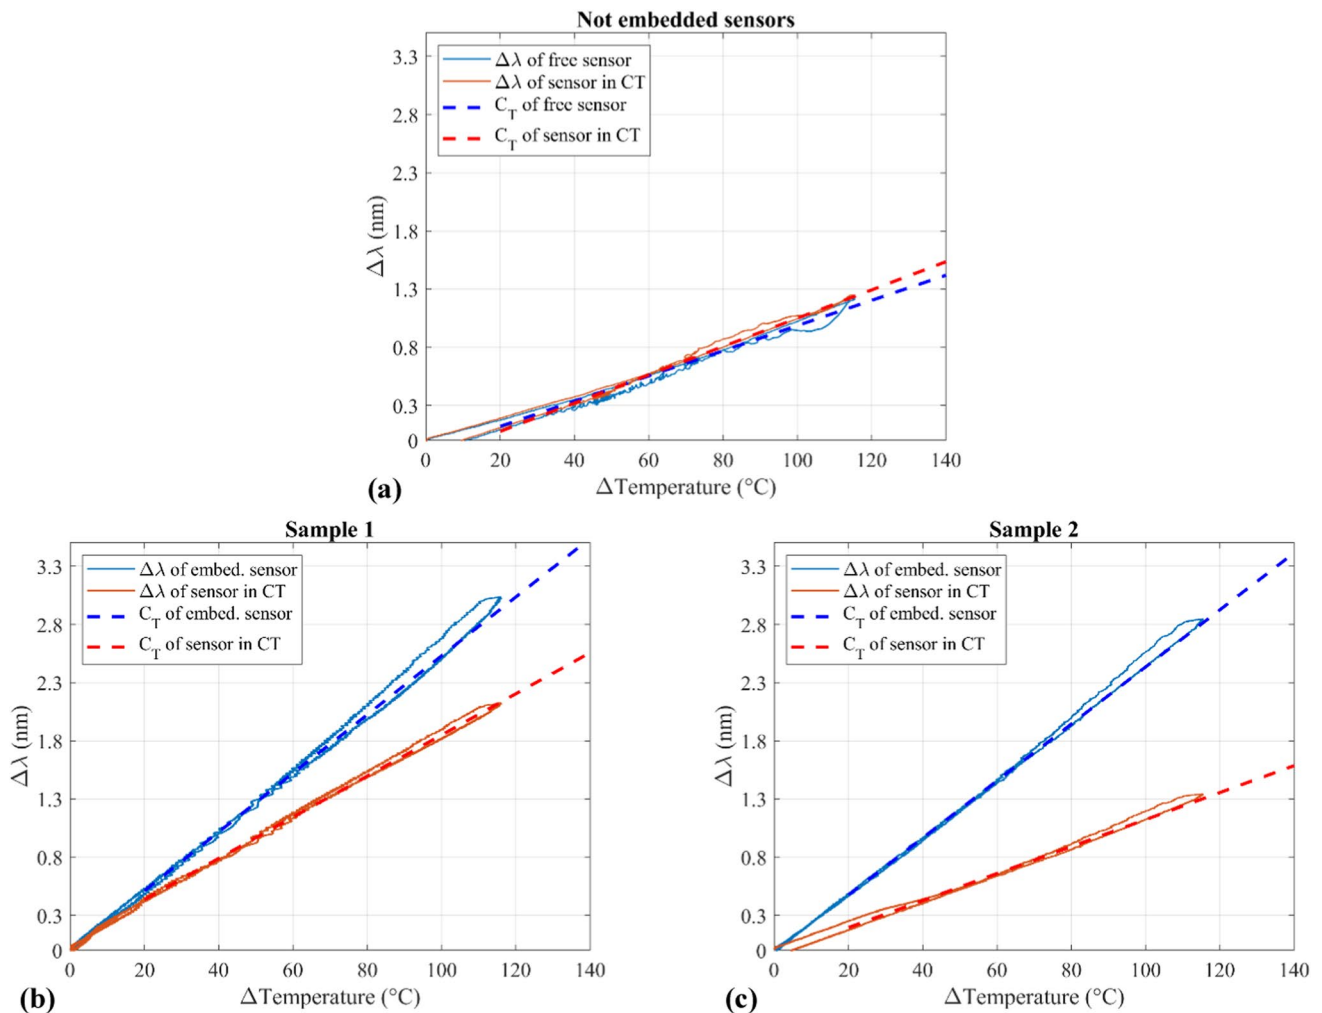 Not embedded sensors
Δλ of free sensor
Δλ of sensor in CT
C_T of free sensor
C_T of sensor in CT
3.3
2.8
2.3
1.8
1.3
0.8
0.3
0
Δλ (nm)
0 20 40 60 80 100 120 140
ΔTemperature (°C)
(a)
Sample 1
Δλ of embed. sensor
Δλ of sensor in CT
C_T of embed. sensor
C_T of sensor in CT
3.3
2.8
2.3
1.8
1.3
0.8
0.3
0
Δλ (nm)
0 20 40 60 80 100 120 140
ΔTemperature (°C)
(b)
Sample 2
Δλ of embed. sensor
Δλ of sensor in CT
C_T of embed. sensor
C_T of sensor in CT
3.3
2.8
2.3
1.8
1.3
0.8
0.3
0
Δλ (nm)
0 20 40 60 80 100 120 140
ΔTemperature (°C)
(c)